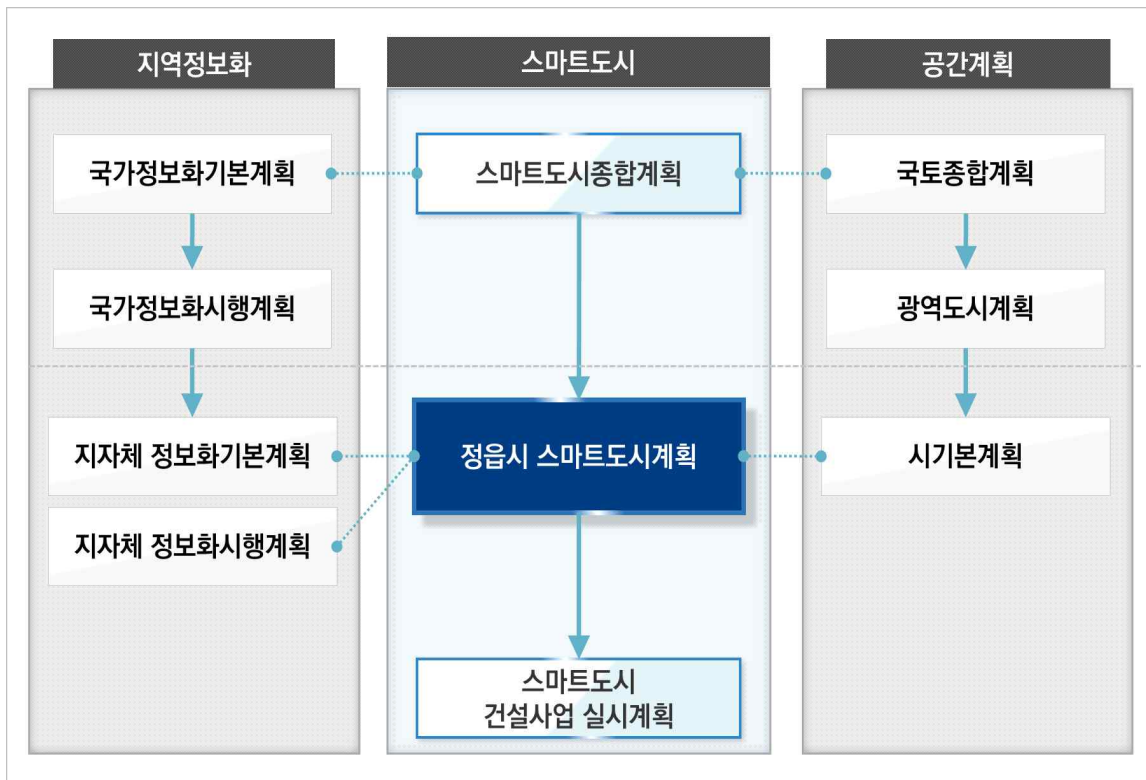 지역정보화
스마트도시
공간계획
국가정보화기본계획
스마트도시종합계획
국토종합계획
국가정보화시행계획
광역도시계획
지자체 정보화기본계획
정읍시 스마트도시계획
시기본계획
지자체 정보화시행계획
스마트도시
건설사업 실시계획